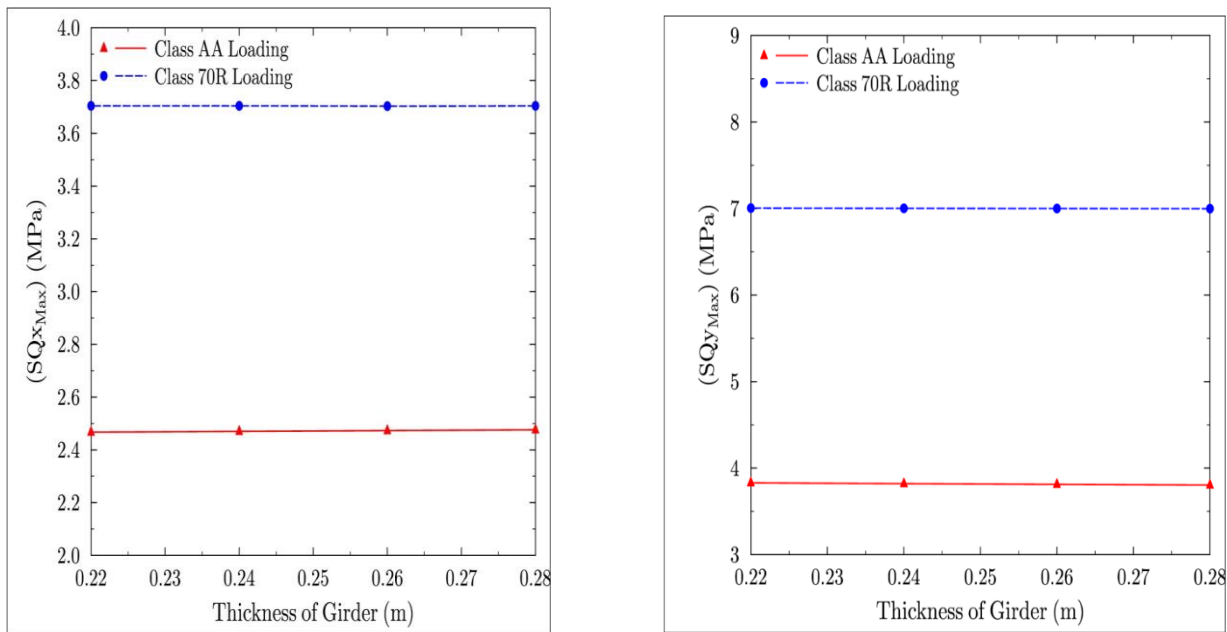 4.0
3.8
3.6
3.4
3.2
3.0
2.8
2.6
2.4
2.2
2.0
(SQxMax) (MPa)
Class AA Loading
Class 70R Loading
0.22 0.23 0.24 0.25 0.26 0.27 0.28
Thickness of Girder (m)
9
8
7
6
5
4
3
(SQyMax) (MPa)
Class AA Loading
Class 70R Loading
0.22 0.23 0.24 0.25 0.26 0.27 0.28
Thickness of Girder (m)